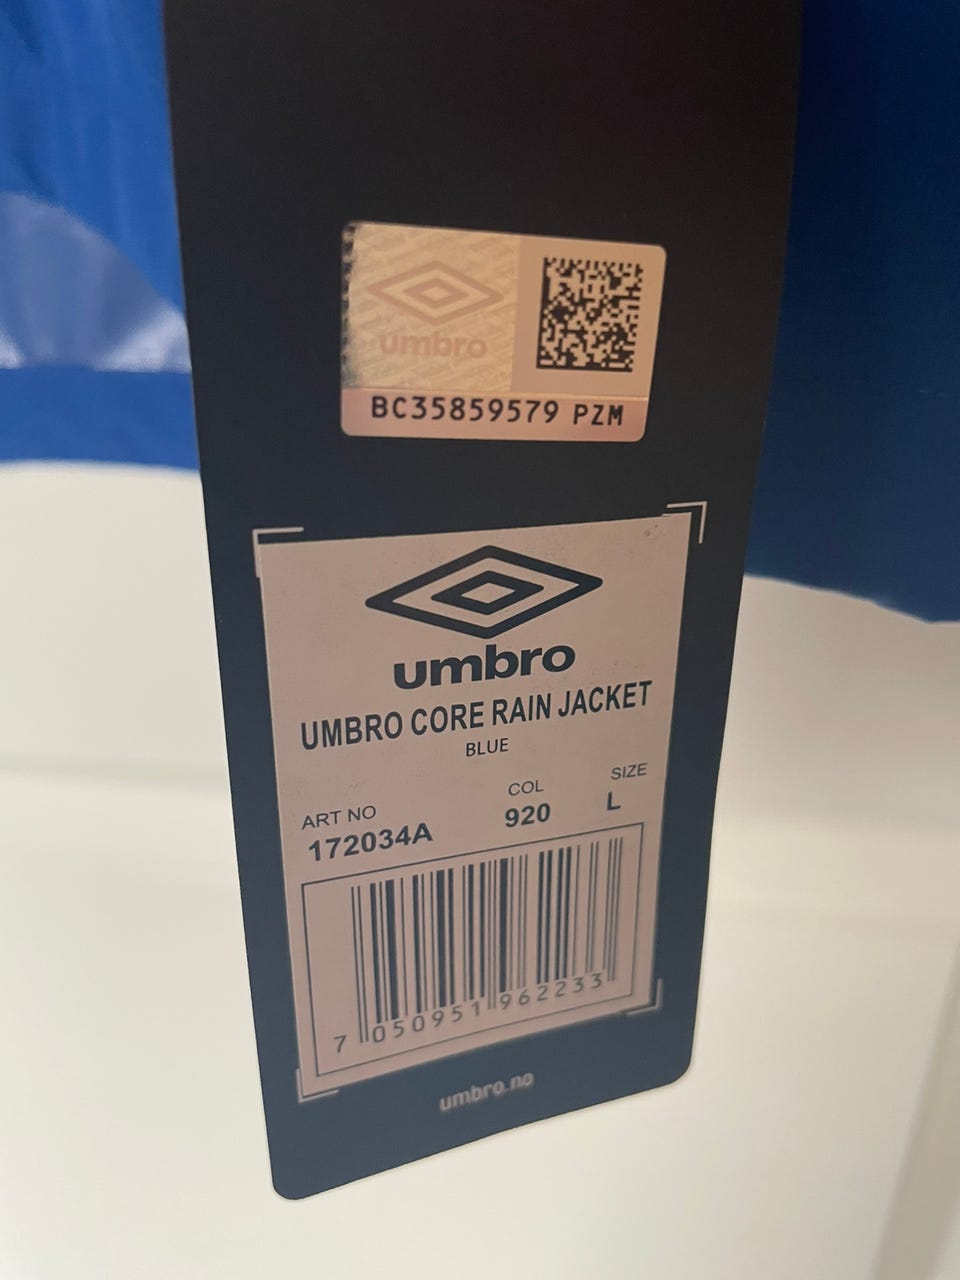 umbro
BC35859579 PZM
umbro
UMBRO CORE RAIN JACKET
BLUE
ART NO COL SIZE
172034A 920 L
7 050951 962233
umbro.no